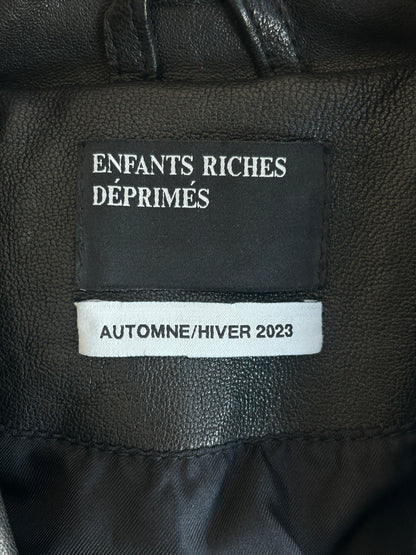 ENFANTS RICHES
DÉPRIMÉS
AUTOMNE/HIVER 2023